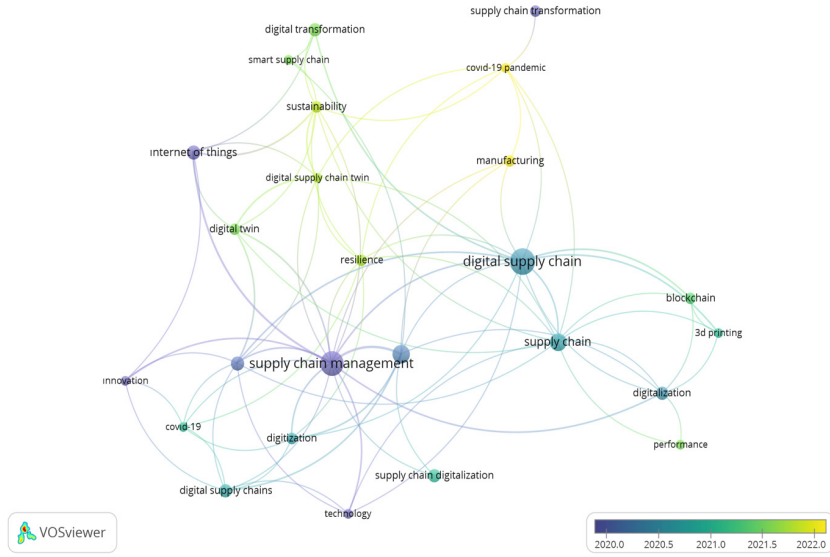 supply chain transformation
digital transformation
smart supply chain
covid-19 pandemic
sustainability
internet of things
manufacturing
digital supply chain twin
digital twin
resilience
digital supply chain
blockchain
3d printing
supply chain
supply chain management
innovation
digitalization
covid-19
digitization
performance
supply chain digitalization
digital supply chains
technology
VOSviewer
2020.0 2020.5 2021.0 2021.5 2022.0